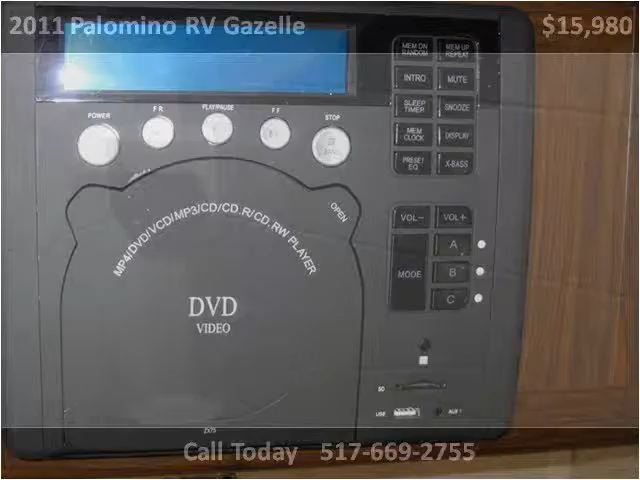 2011 Palomino RV Gazelle
$15,980
MEM ON
RANDOM
MEM UP
REPEAT
INTRO
MUTE
SLEEP
TIMER
SNOOZE
MEM
CLOCK
DISPLAY
PRESET
EQ
X-BASS
POWER
F R
PLAY/PAUSE
F F
STOP
OPEN
MP4/DVD/VCD/MP3/CD/CD.R/CD.RW PLAYER
DVD
VIDEO
VOL−
VOL+
MODE
A
B
C
SD
USB
AUX
Call Today 517-669-2755